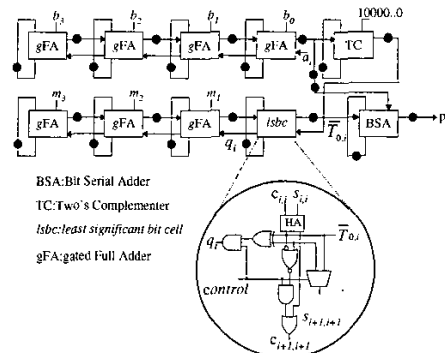 b3 b2 b1 b0 10000..0
gFA gFA gFA gFA TC
ai
m3 m2 m1
gFA gFA gFA lsbc BSA P
qi T̅0,i
BSA:Bit Serial Adder
TC:Two's Complementer
lsbc:least significant bit cell
gFA:gated Full Adder
ci,i si,i
HA
qi T̅0,i
control
si+1,i+1
ci+1,i+1